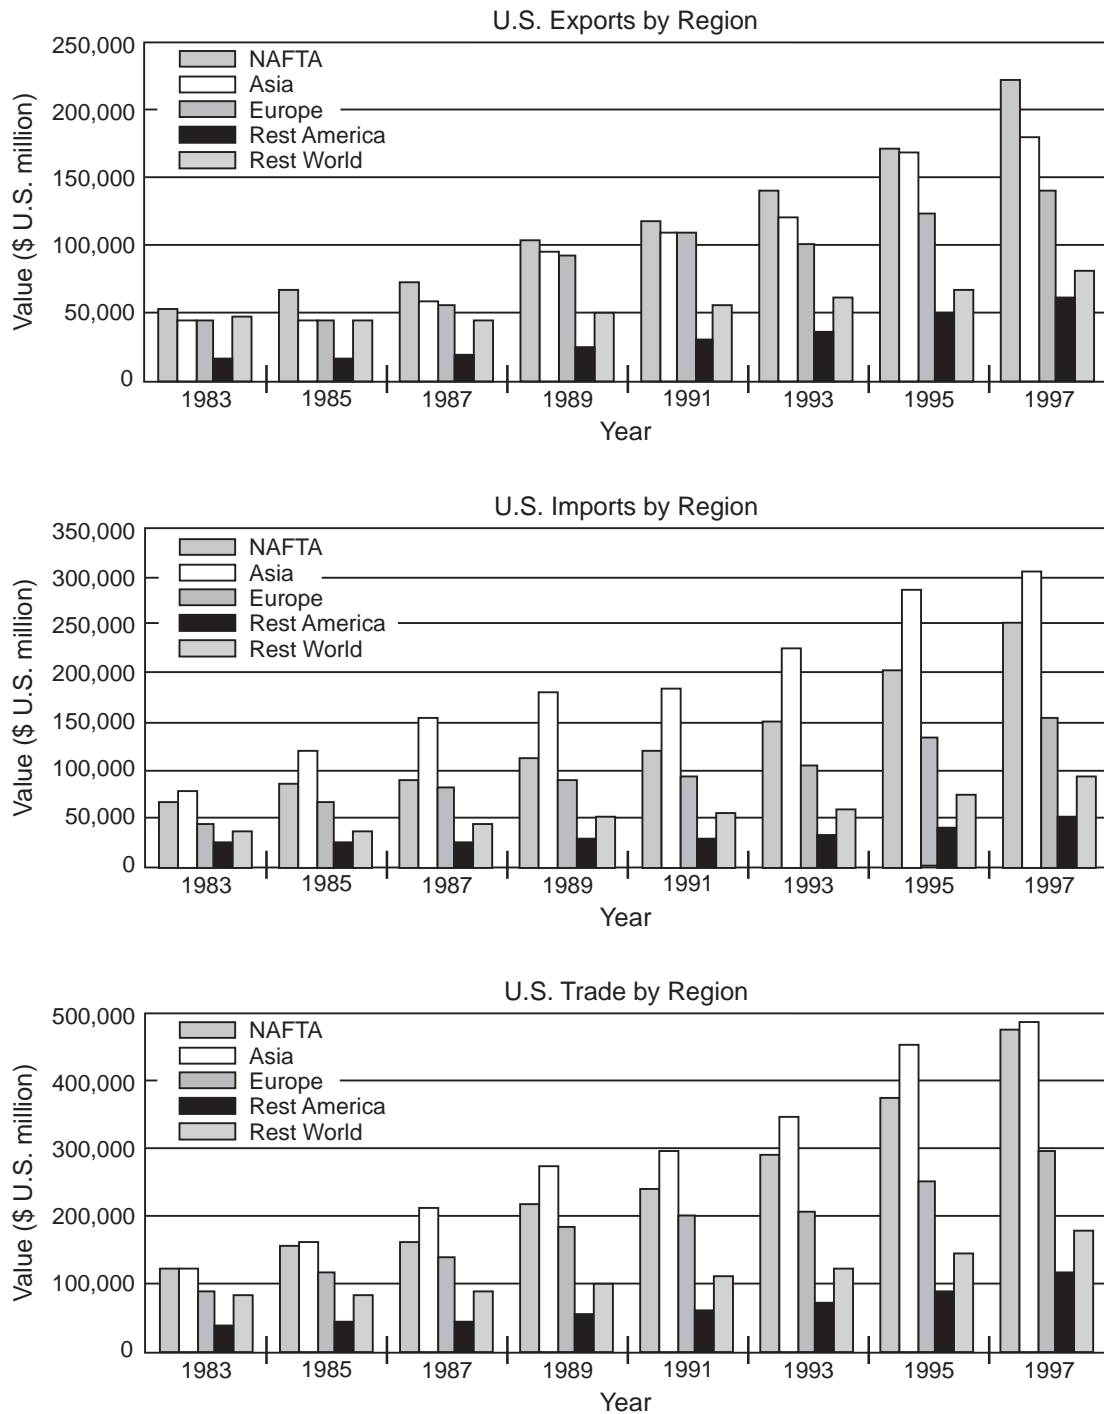 U.S. Exports by Region
Value ($ U.S. million)
250,000
200,000
150,000
100,000
50,000
0
NAFTA
Asia
Europe
Rest America
Rest World
1983 1985 1987 1989 1991 1993 1995 1997
Year
U.S. Imports by Region
Value ($ U.S. million)
350,000
300,000
250,000
200,000
150,000
100,000
50,000
0
NAFTA
Asia
Europe
Rest America
Rest World
1983 1985 1987 1989 1991 1993 1995 1997
Year
U.S. Trade by Region
Value ($ U.S. million)
500,000
400,000
300,000
200,000
100,000
0
NAFTA
Asia
Europe
Rest America
Rest World
1983 1985 1987 1989 1991 1993 1995 1997
Year